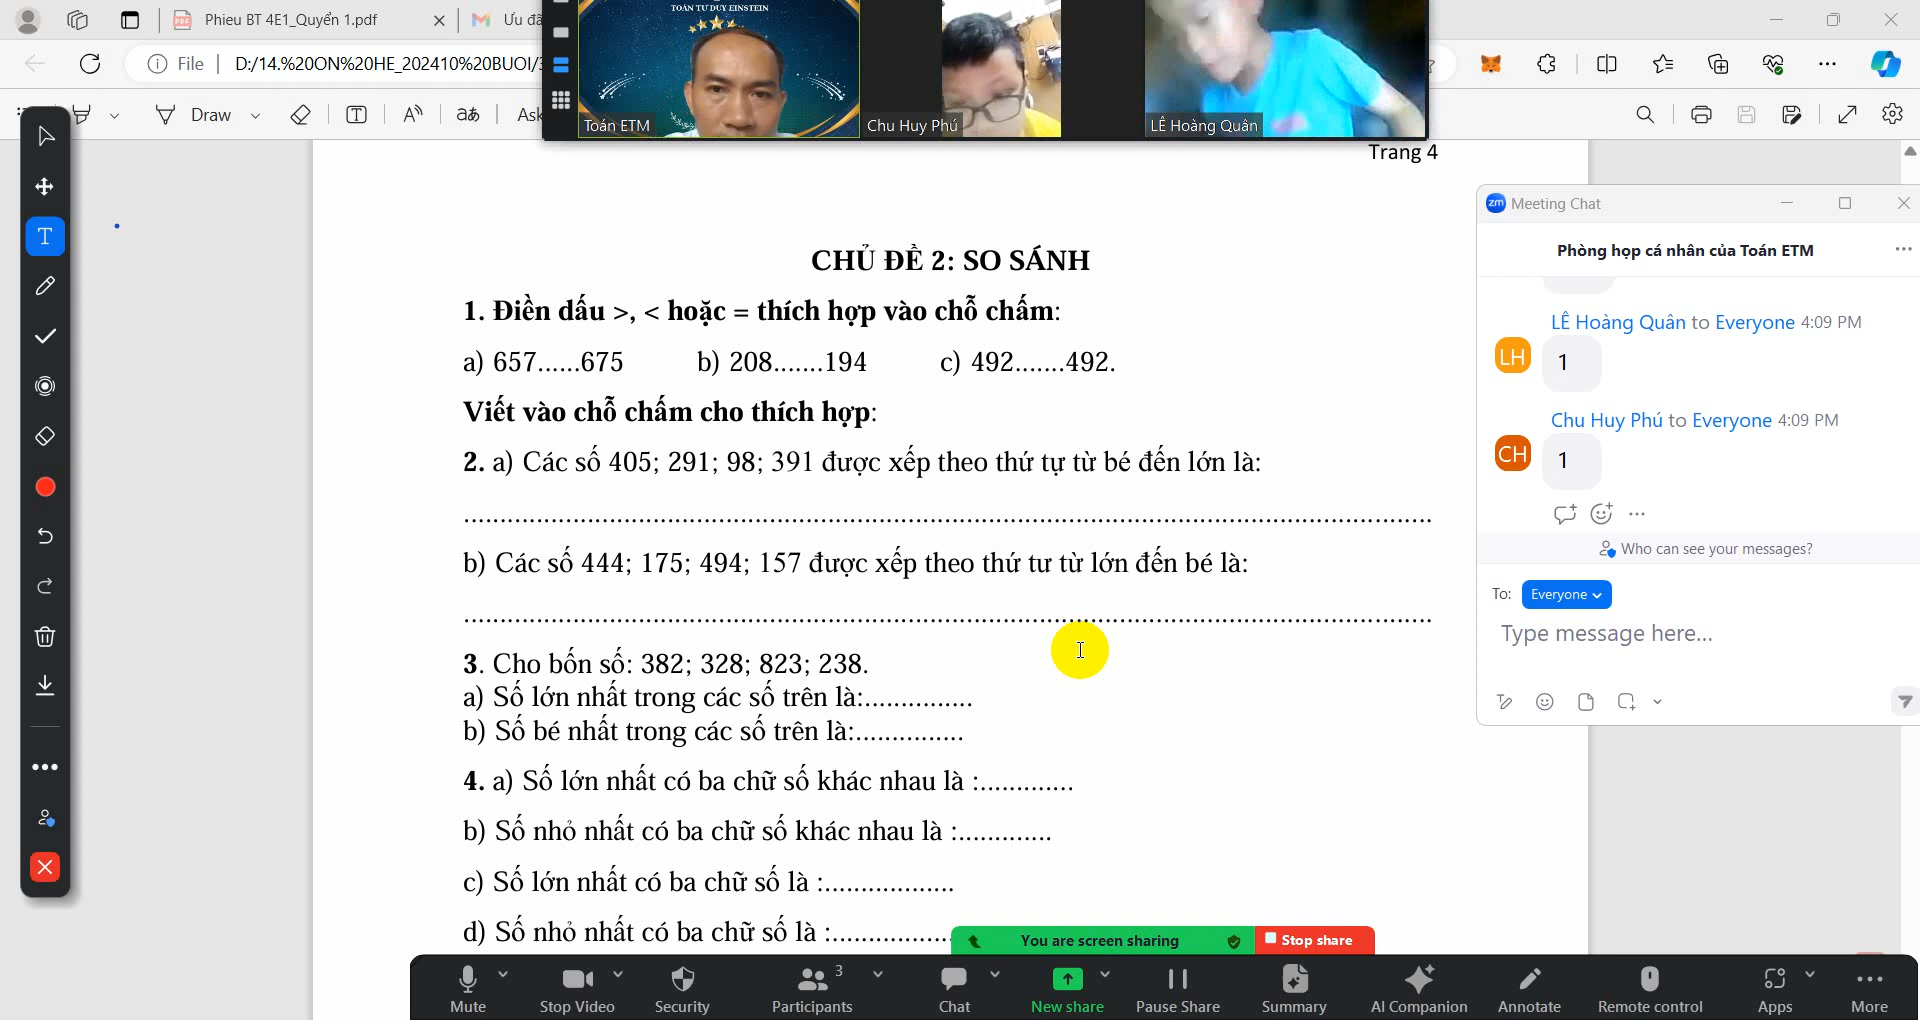 Phieu BT 4E1_Quyển 1.pdf
File
D:/14.%20ON%20HE_202410%20BUOI/3
Draw
Ask
TOÁN TƯ DUY EINSTEIN
Toán ETM
Chu Huy Phú
LÊ Hoàng Quân
Trang 4
CHỦ ĐỀ 2: SO SÁNH
1. Điền dấu >, < hoặc = thích hợp vào chỗ chấm:
a) 657......675 b) 208.......194 c) 492.......492.
Viết vào chỗ chấm cho thích hợp:
2. a) Các số 405; 291; 98; 391 được xếp theo thứ tự từ bé đến lớn là:
b) Các số 444; 175; 494; 157 được xếp theo thứ tư từ lớn đến bé là:
3. Cho bốn số: 382; 328; 823; 238.
a) Số lớn nhất trong các số trên là:...............
b) Số bé nhất trong các số trên là:...............
4. a) Số lớn nhất có ba chữ số khác nhau là :.............
b) Số nhỏ nhất có ba chữ số khác nhau là :.............
c) Số lớn nhất có ba chữ số là :..................
d) Số nhỏ nhất có ba chữ số là :.................
Meeting Chat
Phòng họp cá nhân của Toán ETM
LÊ Hoàng Quân to Everyone 4:09 PM
LH
1
Chu Huy Phú to Everyone 4:09 PM
CH
1
Who can see your messages?
To: Everyone
Type message here...
You are screen sharing
Stop share
Mute
Stop Video
Security
Participants
3
Chat
New share
Pause Share
Summary
AI Companion
Annotate
Remote control
Apps
More